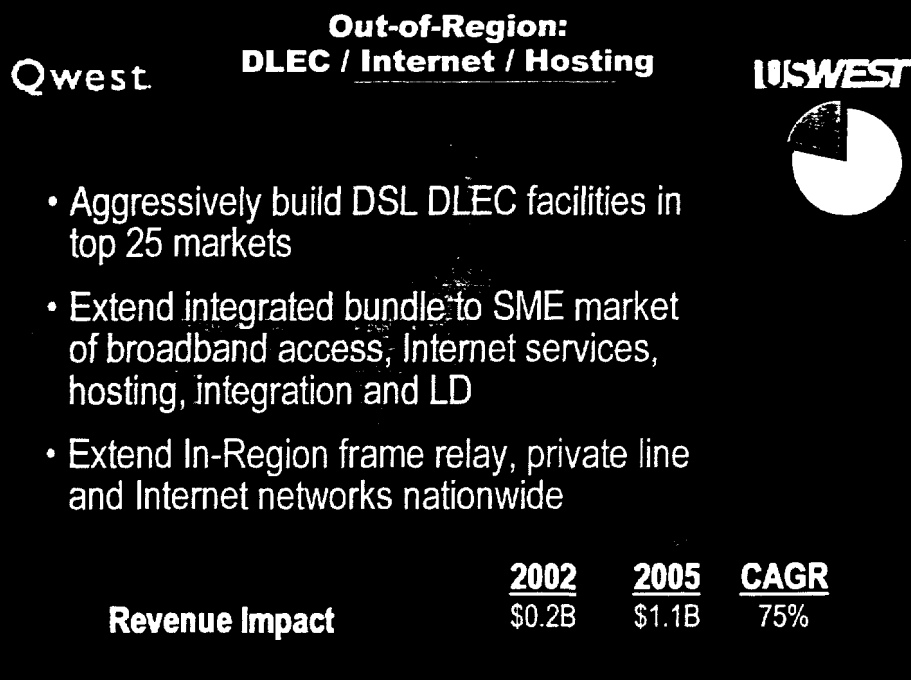 Out-of-Region:
DLEC / Internet / Hosting
Qwest.
USWEST
• Aggressively build DSL DLEC facilities in
top 25 markets
• Extend integrated bundle to SME market
of broadband access, Internet services,
hosting, integration and LD
• Extend In-Region frame relay, private line
and Internet networks nationwide
2002 2005 CAGR
Revenue Impact $0.2B $1.1B 75%